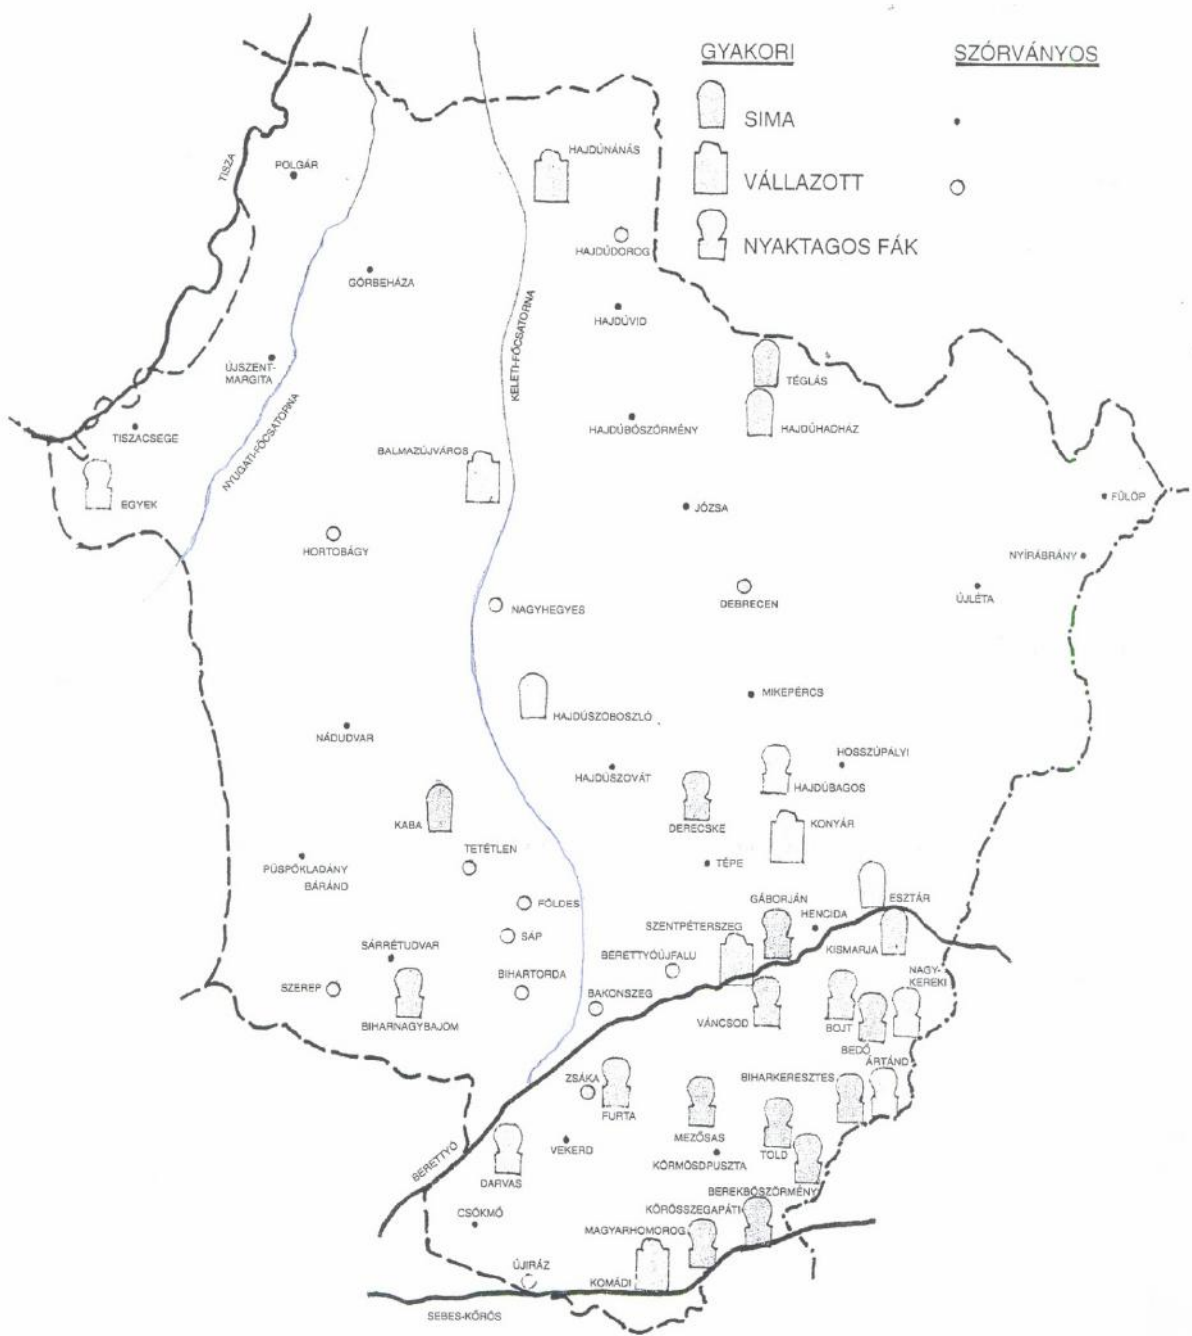 GYAKORI
SZÓRVÁNYOS
SIMA
VÁLLAZOTT
NYAKTAGOS FÁK
TISZA
POLGÁR
HAJDÚNÁNÁS
HAJDÚDOROG
GÖRBEHÁZA
KELETI-FŐCSATORNA
HAJDÚVID
ÚJSZENT-
MARGITA
TÉGLÁS
NYUGATI-FŐCSATORNA
TISZACSEGE
HAJDÚBÖSZÖRMÉNY
HAJDÚHADHÁZ
BALMAZÚJVÁROS
EGYEK
JÓZSA
FÜLÖP
HORTOBÁGY
NYÍRÁBRÁNY
NAGYHEGYES
DEBRECEN
ÚJLÉTA
MIKEPÉRCS
HAJDÚSZOBOSZLÓ
NÁDUDVAR
HOSSZÚPÁLYI
HAJDÚSZOVÁT
HAJDÚBAGOS
KABA
DERECSKE
KONYÁR
TETÉTLEN
TÉPE
PÜSPÖKLADÁNY
BÁRÁND
FÖLDES
GÁBORJÁN
ESZTÁR
HENCIDA
SZENTPÉTERSZEG
SÁP
SÁRRÉTUDVAR
BERETTYÓÚJFALU
KISMARJA
BIHARTORDA
NAGY-
KEREKI
SZEREP
BAKONSZEG
BIHARNAGYBAJOM
VÁNCSOD
BOJT
BEDŐ
ÁRTÁND
ZSÁKA
BIHARKERESZTES
FURTA
MEZŐSAS
VEKERD
TOLD
BERETTYÓ
KÖRMÖSDPUSZTA
DARVAS
BEREKBÖSZÖRMÉNY
CSÖKMŐ
KÖRÖSSZEGAPÁTI
MAGYARHOMOROG
ÚJIRÁZ
KOMÁDI
SEBES-KÖRÖS